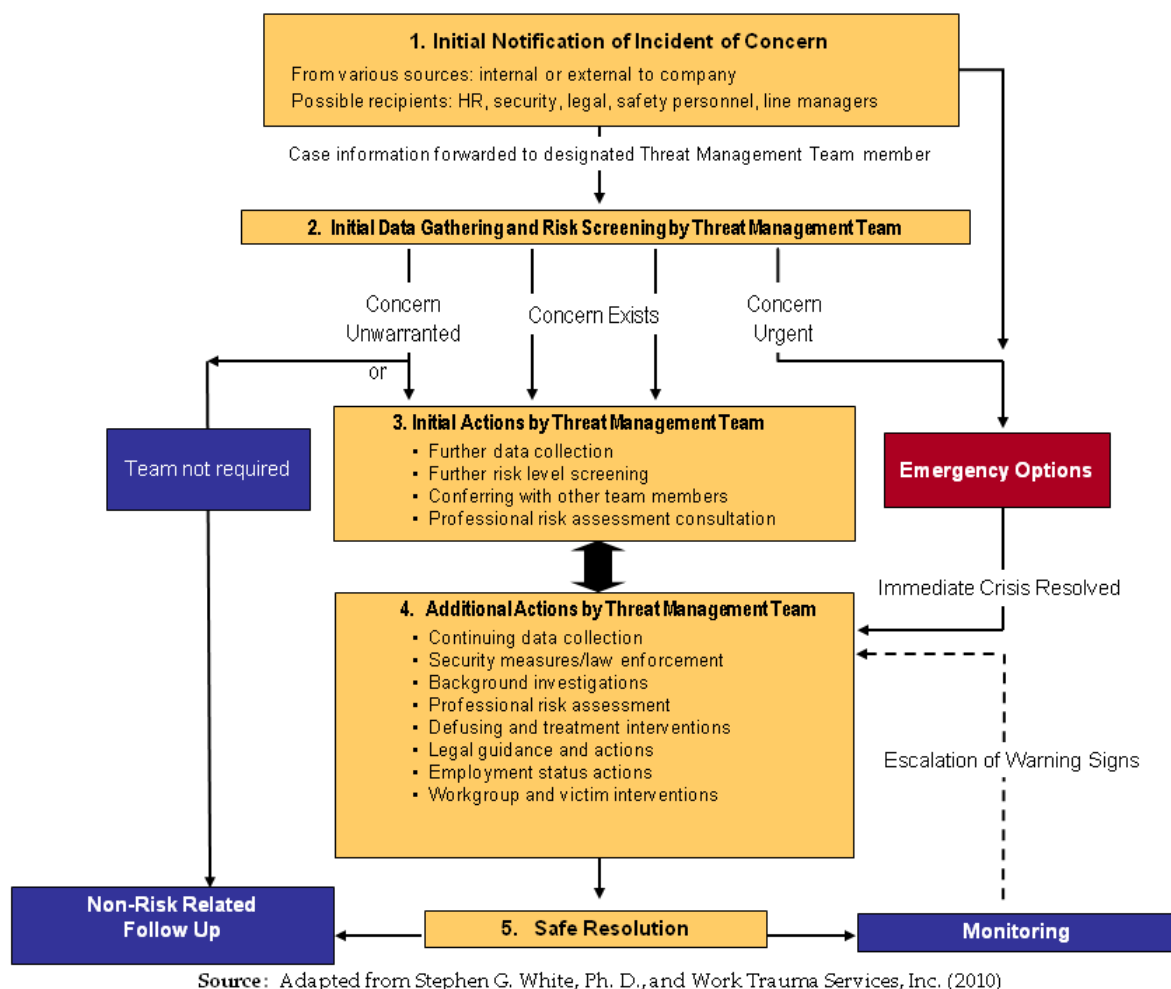 1. Initial Notification of Incident of Concern
From various sources: internal or external to company
Possible recipients: HR, security, legal, safety personnel, line managers
Case information forwarded to designated Threat Management Team member
2. Initial Data Gathering and Risk Screening by Threat Management Team
Concern
Unwarranted
Concern Exists
Concern
Urgent
or
Team not required
3. Initial Actions by Threat Management Team
▪ Further data collection
▪ Further risk level screening
▪ Conferring with other team members
▪ Professional risk assessment consultation
Emergency Options
Immediate Crisis Resolved
4. Additional Actions by Threat Management Team
▪ Continuing data collection
▪ Security measures/law enforcement
▪ Background investigations
▪ Professional risk assessment
▪ Defusing and treatment interventions
▪ Legal guidance and actions
▪ Employment status actions
▪ Workgroup and victim interventions
Escalation of Warning Signs
Non-Risk Related
Follow Up
5. Safe Resolution
Monitoring
Source: Adapted from Stephen G. White, Ph. D., and Work Trauma Services, Inc. (2010)